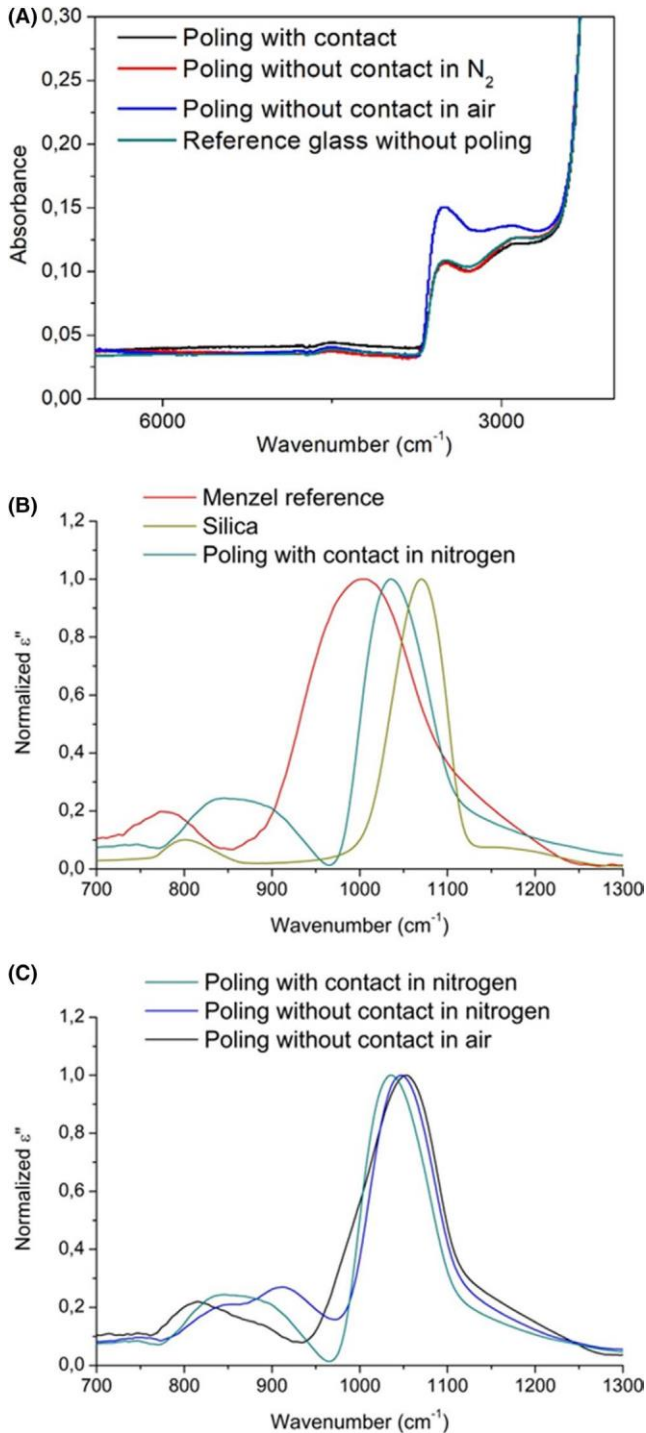 (A)
0,30
0,25
0,20
0,15
0,10
0,05
0,00
Absorbance
Poling with contact
Poling without contact in N₂
Poling without contact in air
Reference glass without poling
6000 3000
Wavenumber (cm⁻¹)
(B)
Menzel reference
Silica
Poling with contact in nitrogen
1,2
1,0
0,8
0,6
0,4
0,2
0,0
Normalized ε"
700 800 900 1000 1100 1200 1300
Wavenumber (cm⁻¹)
(C)
Poling with contact in nitrogen
Poling without contact in nitrogen
Poling without contact in air
1,2
1,0
0,8
0,6
0,4
0,2
0,0
Normalized ε"
700 800 900 1000 1100 1200 1300
Wavenumber (cm⁻¹)